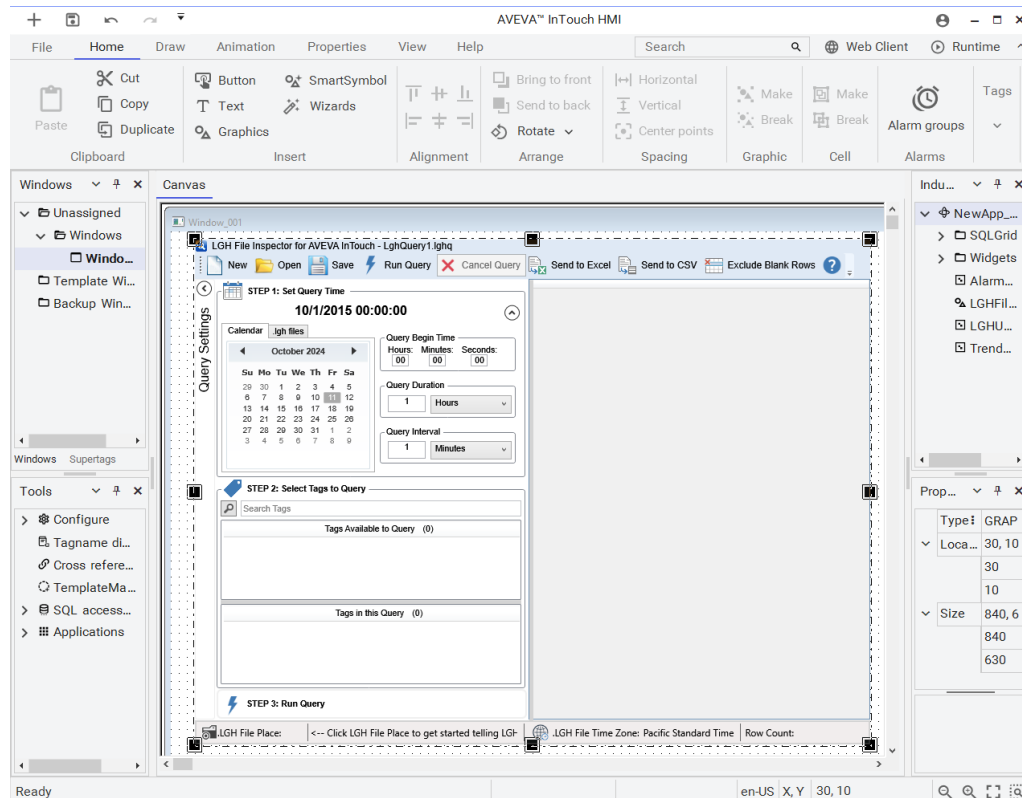 AVEVA™ InTouch HMI
File Home Draw Animation Properties View Help Search Web Client Runtime
Paste Cut Copy Duplicate
Clipboard
Button SmartSymbol
Text Wizards
Graphics
Insert
Alignment
Bring to front
Send to back
Rotate
Arrange
Horizontal
Vertical
Center points
Spacing
Make
Break
Graphic
Make
Break
Cell
Alarm groups
Alarms
Tags
Windows
Unassigned
Windows
Windo...
Template Wi...
Backup Win...
Windows Supertags
Tools
Configure
Tagname di...
Cross refere...
TemplateMa...
SQL access...
Applications
Canvas
Window_001
LGH File Inspector for AVEVA InTouch - LghQuery1.lghq
New Open Save Run Query Cancel Query Send to Excel Send to CSV Exclude Blank Rows
Query Settings
STEP 1: Set Query Time
10/1/2015 00:00:00
Calendar .lgh files
October 2024
Su Mo Tu We Th Fr Sa
29 30 1 2 3 4 5
6 7 8 9 10 11 12
13 14 15 16 17 18 19
20 21 22 23 24 25 26
27 28 29 30 31 1 2
3 4 5 6 7 8 9
Query Begin Time
Hours: Minutes: Seconds:
00 00 00
Query Duration
1 Hours
Query Interval
1 Minutes
STEP 2: Select Tags to Query
Search Tags
Tags Available to Query (0)
Tags in this Query (0)
STEP 3: Run Query
.LGH File Place: <-- Click LGH File Place to get started telling LGH .LGH File Time Zone: Pacific Standard Time Row Count:
Indu...
NewApp_...
SQLGrid
Widgets
Alarm...
LGHFil...
LGHU...
Trend...
Prop...
Type: GRAP
Loca... 30, 10
30
10
Size 840, 6
840
630
Ready en-US X, Y 30, 10